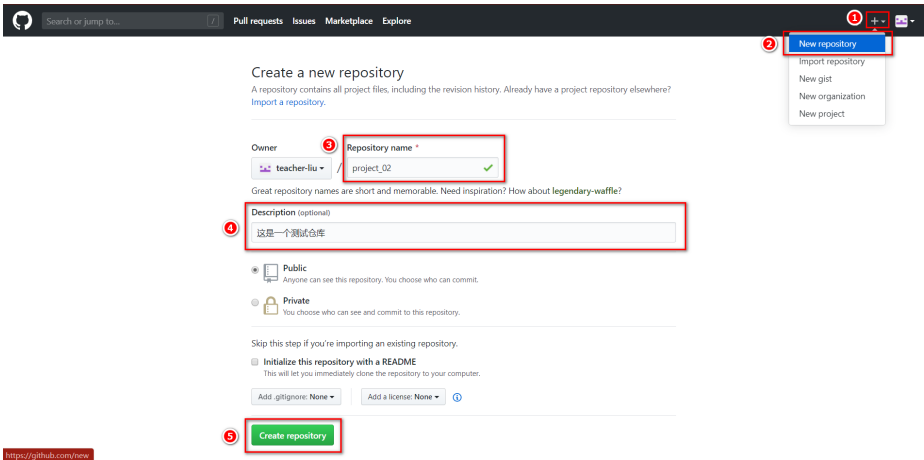 Search or jump to...
/
Pull requests Issues Marketplace Explore
1
2
New repository
Import repository
New gist
New organization
New project
Create a new repository
A repository contains all project files, including the revision history. Already have a project repository elsewhere?
Import a repository.
Owner
3
Repository name *
teacher-liu
/
project_02
Great repository names are short and memorable. Need inspiration? How about legendary-waffle?
4
Description (optional)
这是一个测试仓库
Public
Anyone can see this repository. You choose who can commit.
Private
You choose who can see and commit to this repository.
Skip this step if you're importing an existing repository.
Initialize this repository with a README
This will let you immediately clone the repository to your computer.
Add .gitignore: None
Add a license: None
5
Create repository
https://github.com/new